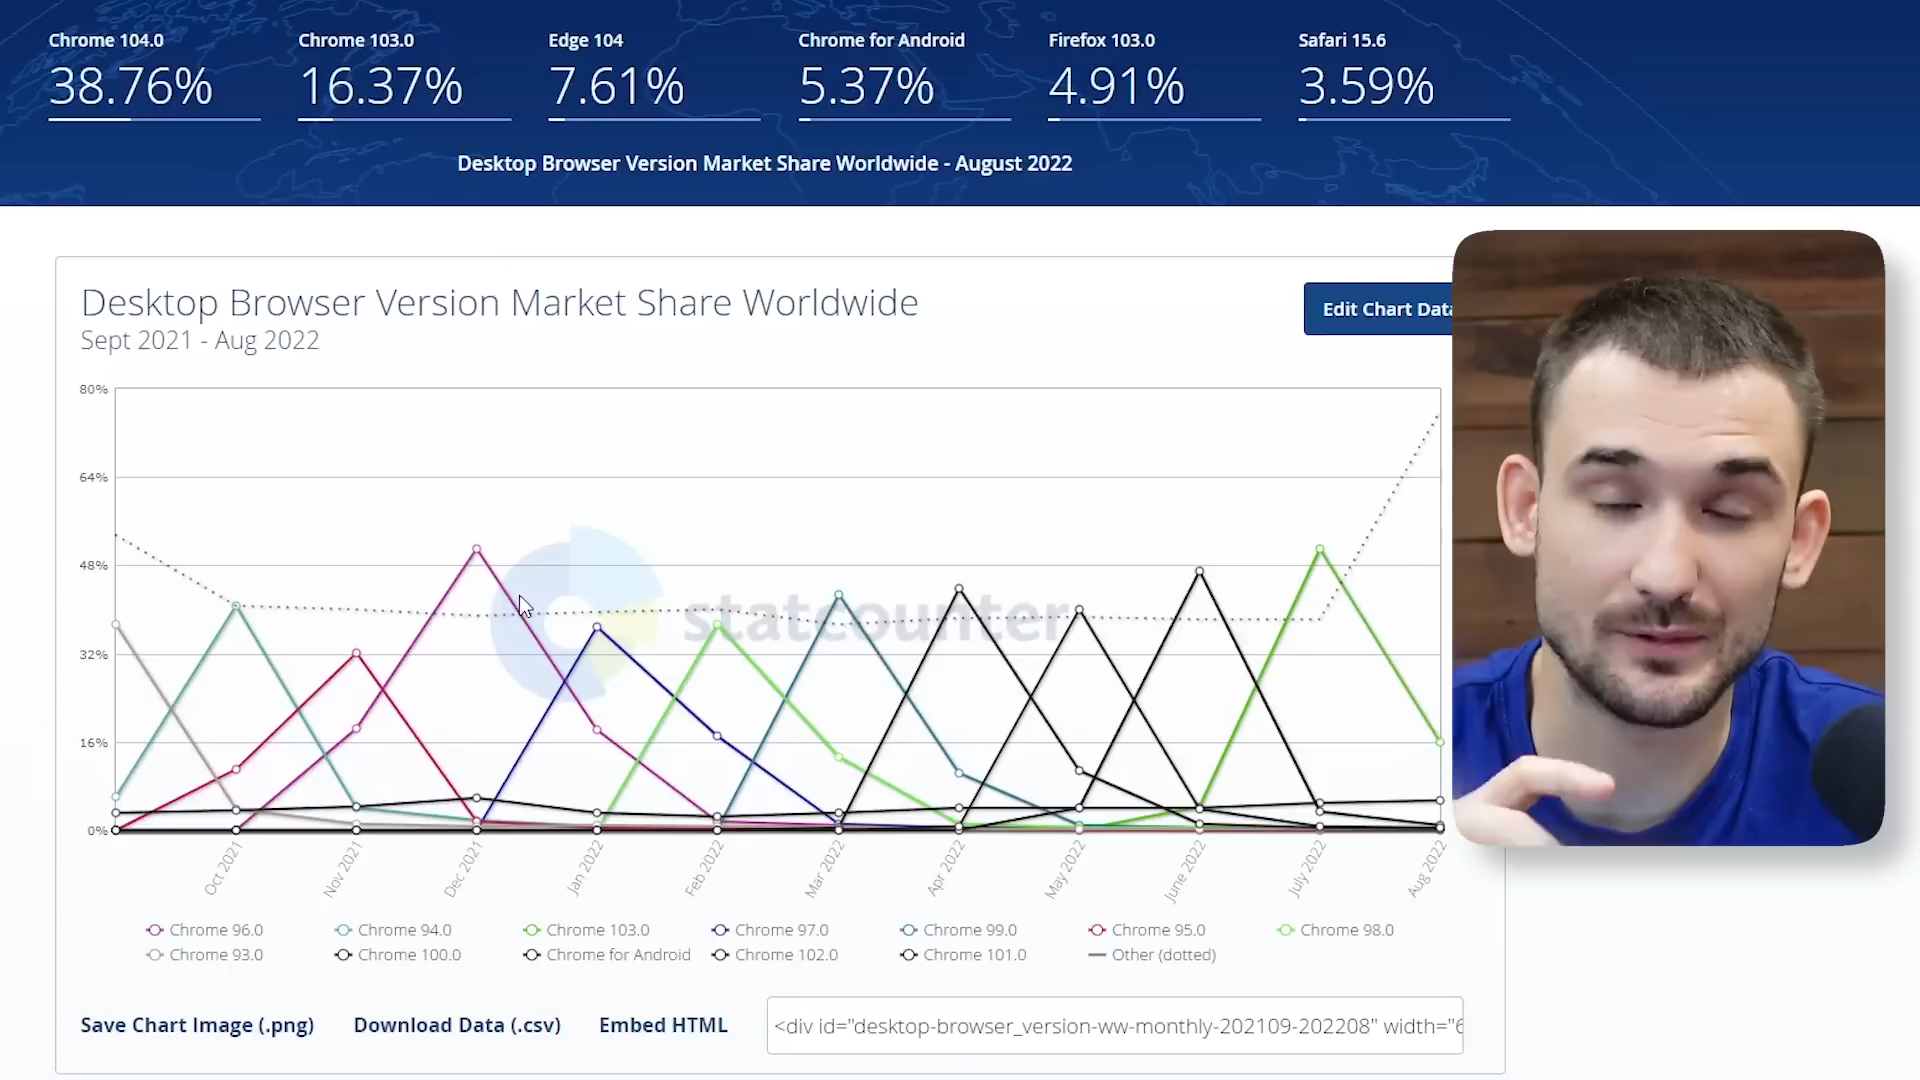 Chrome 104.0 Chrome 103.0 Edge 104 Chrome for Android Firefox 103.0 Safari 15.6
38.76% 16.37% 7.61% 5.37% 4.91% 3.59%
Desktop Browser Version Market Share Worldwide - August 2022
Desktop Browser Version Market Share Worldwide
Sept 2021 - Aug 2022
Edit Chart Data
80%
64%
48%
32%
16%
0%
statcounter
Oct 2021 Nov 2021 Dec 2021 Jan 2022 Feb 2022 Mar 2022 Apr 2022 May 2022 June 2022 July 2022 Aug 2022
Chrome 96.0 Chrome 94.0 Chrome 103.0 Chrome 97.0 Chrome 99.0 Chrome 95.0 Chrome 98.0
Chrome 93.0 Chrome 100.0 Chrome for Android Chrome 102.0 Chrome 101.0 Other (dotted)
Save Chart Image (.png) Download Data (.csv) Embed HTML <div id="desktop-browser_version-ww-monthly-202109-202208" width="6